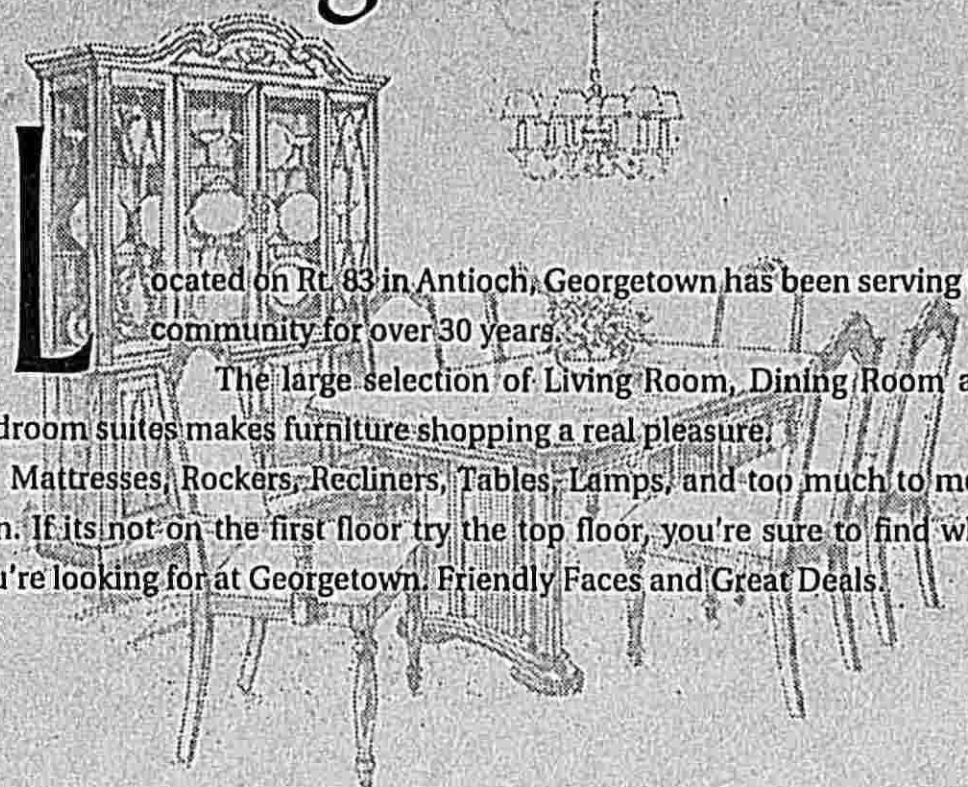 Located on Rt. 83 in Antioch, Georgetown has been serving
community for over 30 years.
The large selection of Living Room, Dining Room a
droom suites makes furniture shopping a real pleasure.
Mattresses, Rockers, Recliners, Tables, Lamps, and too much to me
n. If its not on the first floor try the top floor, you're sure to find w
u're looking for at Georgetown. Friendly Faces and Great Deals.